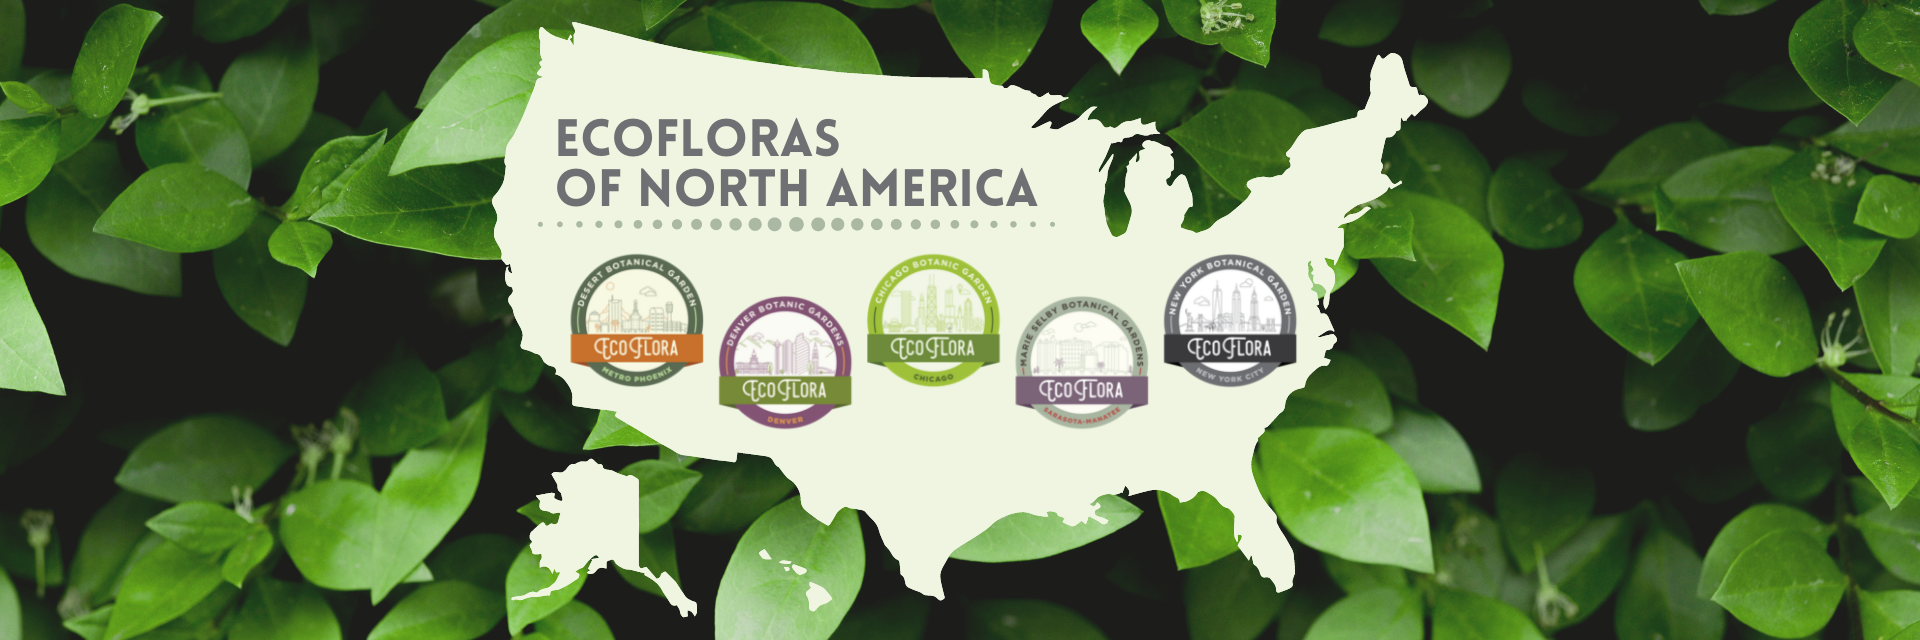 ECOFLORAS
OF NORTH AMERICA
DESERT BOTANICAL GARDEN
ECOFLORA
METRO PHOENIX
DENVER BOTANIC GARDENS
ECOFLORA
DENVER
CHICAGO BOTANIC GARDEN
ECOFLORA
CHICAGO
MARIE SELBY BOTANICAL GARDENS
ECOFLORA
SARASOTA-MANATEE
NEW YORK BOTANICAL GARDEN
ECOFLORA
NEW YORK CITY